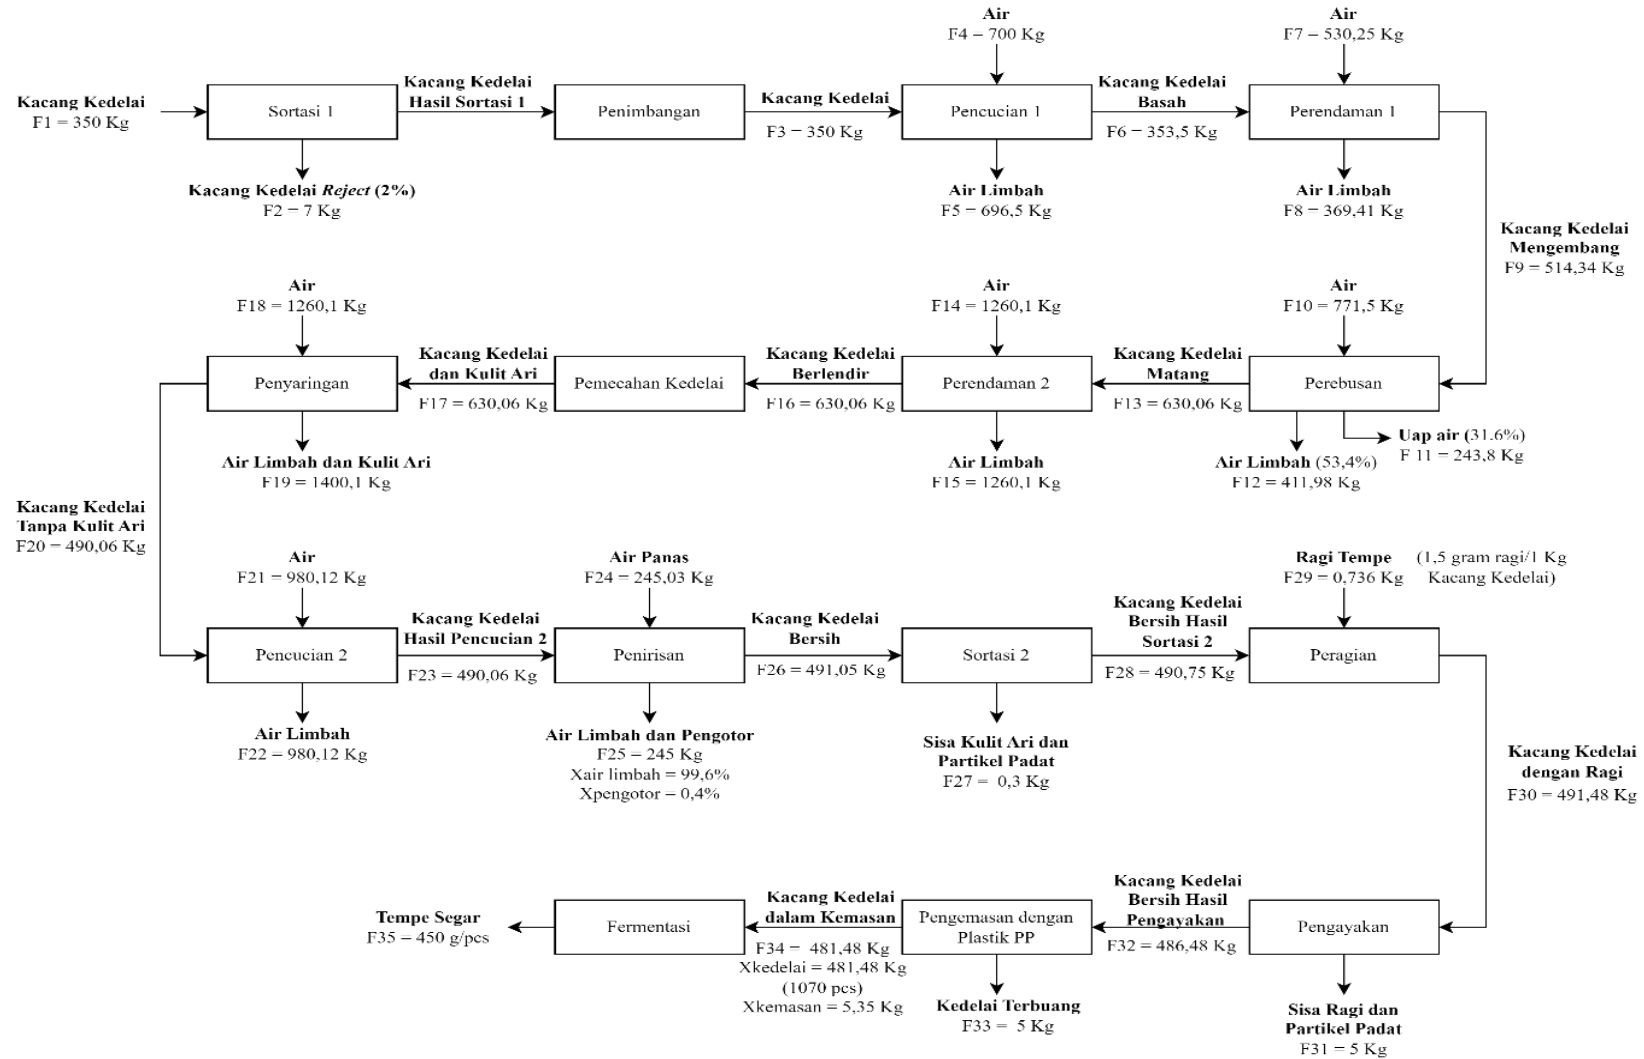 Kacang Kedelai
F1 = 350 Kg
Sortasi 1
Kacang Kedelai Reject (2%)
F2 = 7 Kg
Kacang Kedelai
Hasil Sortasi 1
Penimbangan
Kacang Kedelai
F3 = 350 Kg
Air
F4 = 700 Kg
Pencucian 1
Air Limbah
F5 = 696,5 Kg
Kacang Kedelai
Basah
F6 = 353,5 Kg
Air
F7 = 530,25 Kg
Perendaman 1
Air Limbah
F8 = 369,41 Kg
Kacang Kedelai
Mengembang
F9 = 514,34 Kg
Air
F10 = 771,5 Kg
Perebusan
Uap air (31.6%)
F 11 = 243,8 Kg
Air Limbah (53,4%)
F12 = 411,98 Kg
Kacang Kedelai
Matang
F13 = 630,06 Kg
Air
F14 = 1260,1 Kg
Perendaman 2
Air Limbah
F15 = 1260,1 Kg
Kacang Kedelai
Berlendir
F16 = 630,06 Kg
Pemecahan Kedelai
Kacang Kedelai
dan Kulit Ari
F17 = 630,06 Kg
Air
F18 = 1260,1 Kg
Penyaringan
Air Limbah dan Kulit Ari
F19 = 1400,1 Kg
Kacang Kedelai
Tanpa Kulit Ari
F20 = 490,06 Kg
Air
F21 = 980,12 Kg
Pencucian 2
Air Limbah
F22 = 980,12 Kg
Kacang Kedelai
Hasil Pencucian 2
F23 = 490,06 Kg
Air Panas
F24 = 245,03 Kg
Penirisan
Air Limbah dan Pengotor
F25 = 245 Kg
Xair limbah = 99,6%
Xpengotor = 0,4%
Kacang Kedelai
Bersih
F26 = 491,05 Kg
Sortasi 2
Sisa Kulit Ari dan
Partikel Padat
F27 = 0,3 Kg
Kacang Kedelai
Bersih Hasil
Sortasi 2
F28 = 490,75 Kg
Ragi Tempe
F29 = 0,736 Kg
(1,5 gram ragi/1 Kg
Kacang Kedelai)
Peragian
Kacang Kedelai
dengan Ragi
F30 = 491,48 Kg
Pengayakan
Sisa Ragi dan
Partikel Padat
F31 = 5 Kg
Kacang Kedelai
Bersih Hasil
Pengayakan
F32 = 486,48 Kg
Pengemasan dengan
Plastik PP
Kedelai Terbuang
F33 = 5 Kg
Kacang Kedelai
dalam Kemasan
F34 = 481,48 Kg
Xkedelai = 481,48 Kg
(1070 pcs)
Xkemasan = 5,35 Kg
Fermentasi
Tempe Segar
F35 = 450 g/pcs